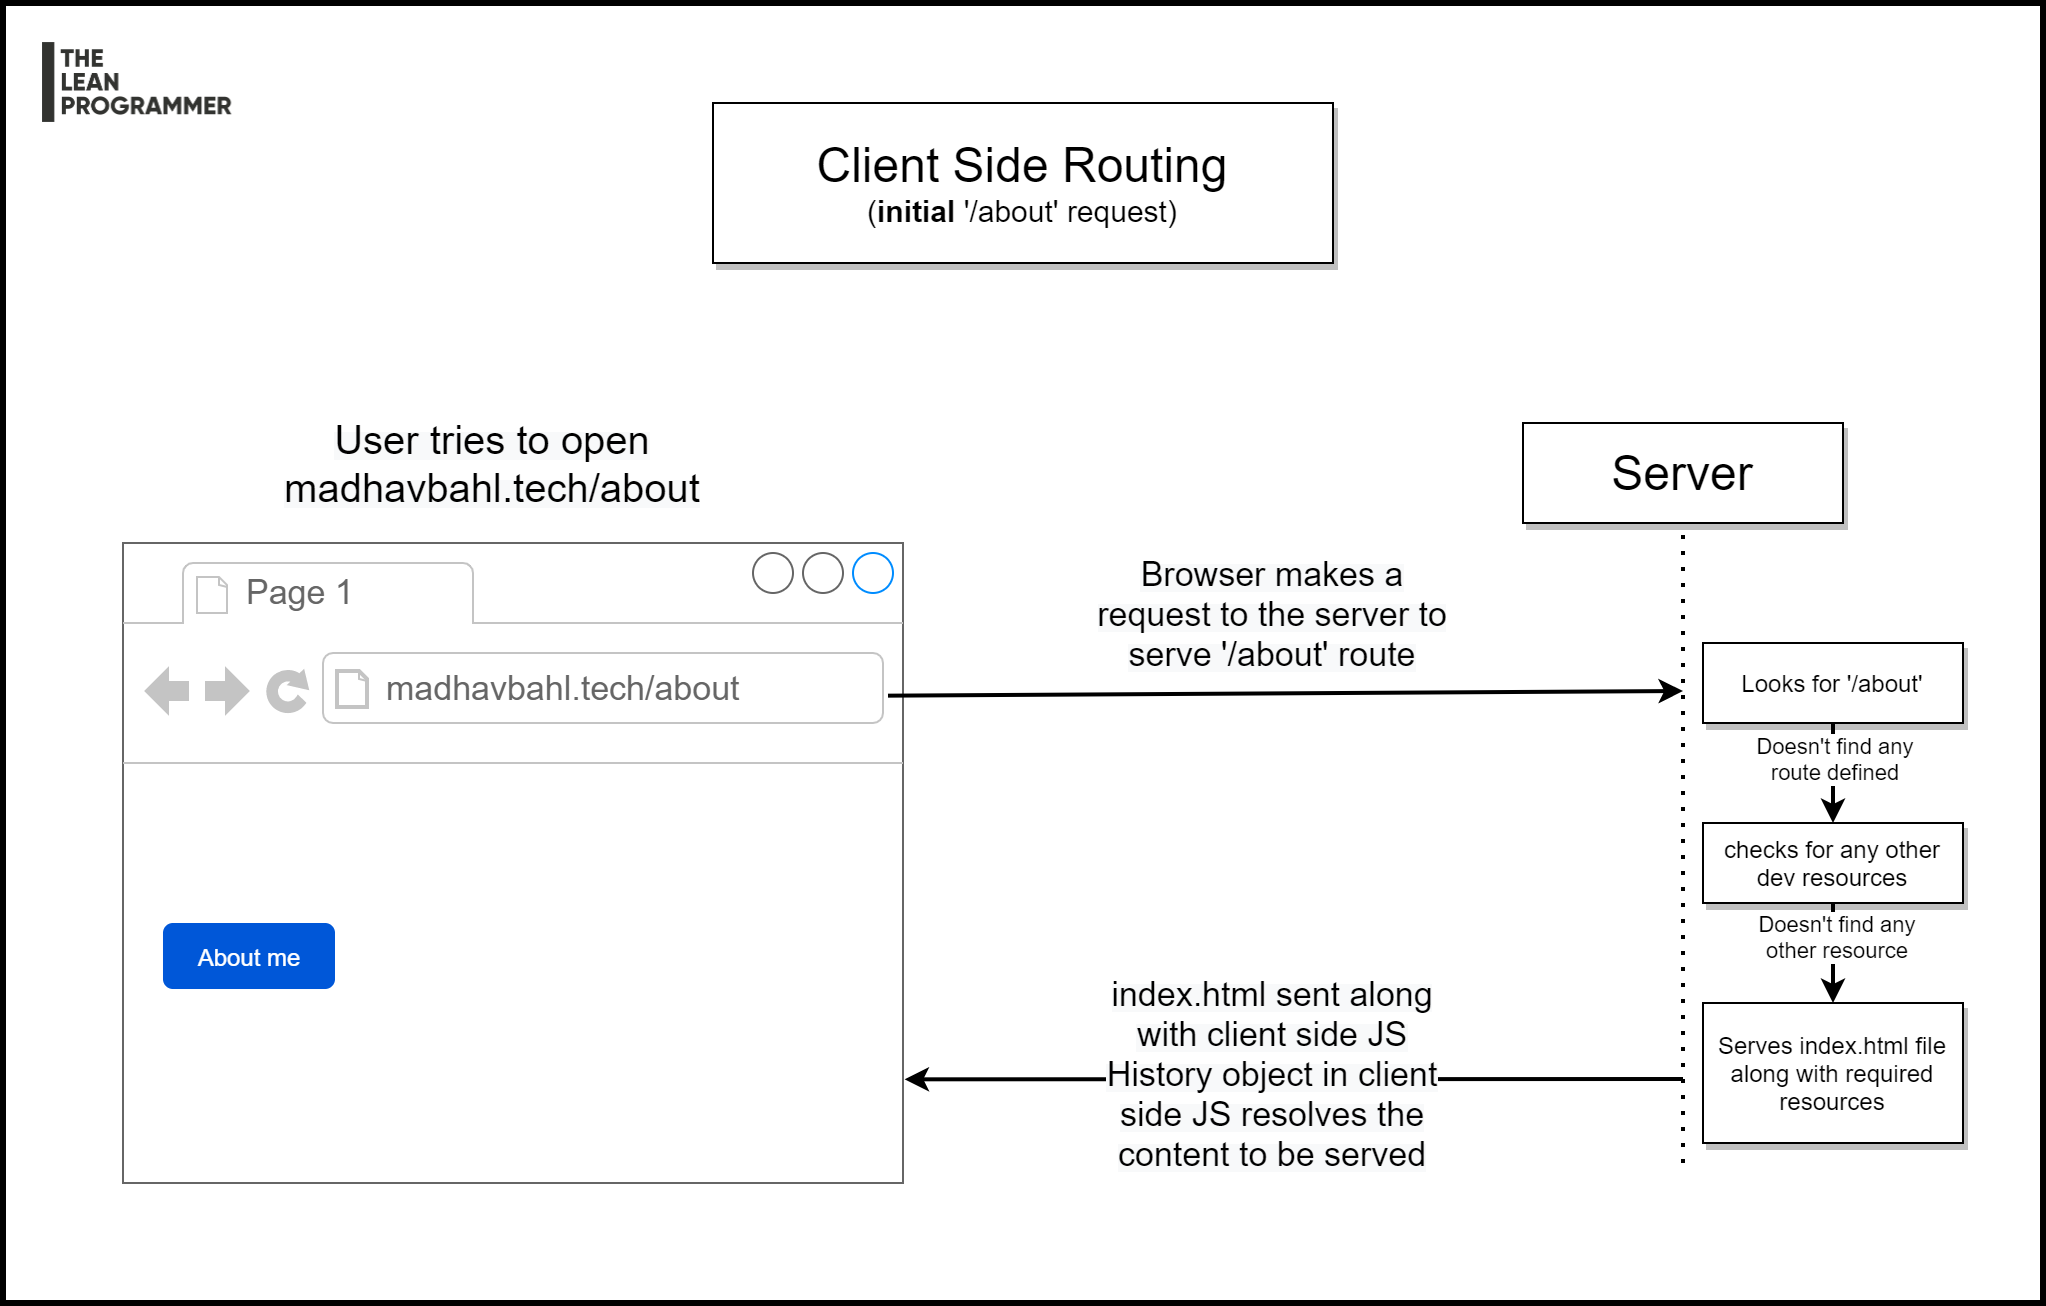 THE
LEAN
PROGRAMMER
Client Side Routing
(initial '/about' request)
User tries to open
madhavbahl.tech/about
Server
Page 1
madhavbahl.tech/about
Browser makes a
request to the server to
serve '/about' route
Looks for '/about'
Doesn't find any
route defined
checks for any other
dev resources
Doesn't find any
other resource
About me
index.html sent along
with client side JS
History object in client
side JS resolves the
content to be served
Serves index.html file
along with required
resources